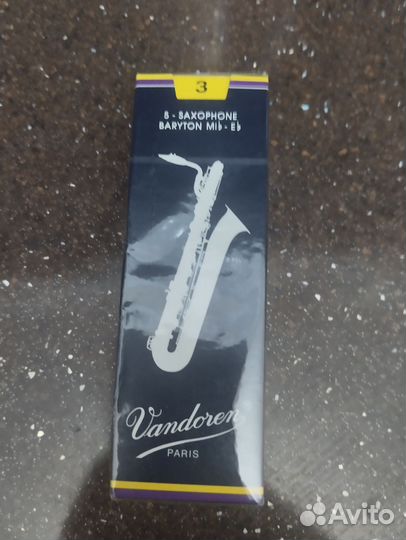 3
5 - SAXOPHONE
BARYTON MI♭ - E♭
Vandoren
PARIS
Avito